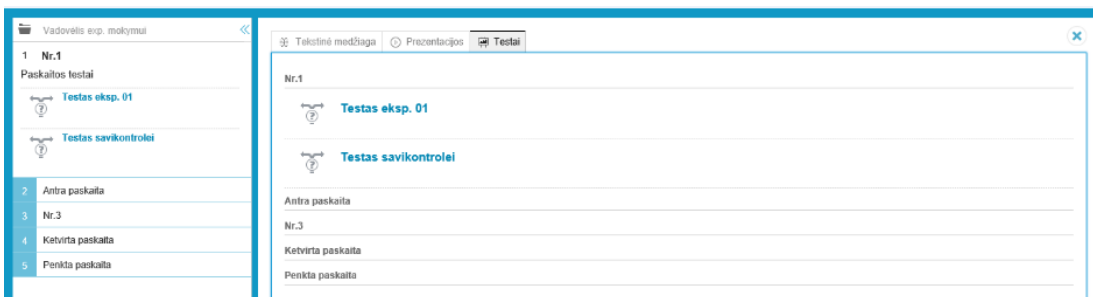 Vadovėlis exp. mokymui
1 Nr.1
Paskaitos testai
Testas eksp. 01
Testas savikontrolei
2 Antra paskaita
3 Nr.3
4 Ketvirta paskaita
5 Penkta paskaita
Tekstinė medžiaga Prezentacijos Testai
Nr.1
Testas eksp. 01
Testas savikontrolei
Antra paskaita
Nr.3
Ketvirta paskaita
Penkta paskaita